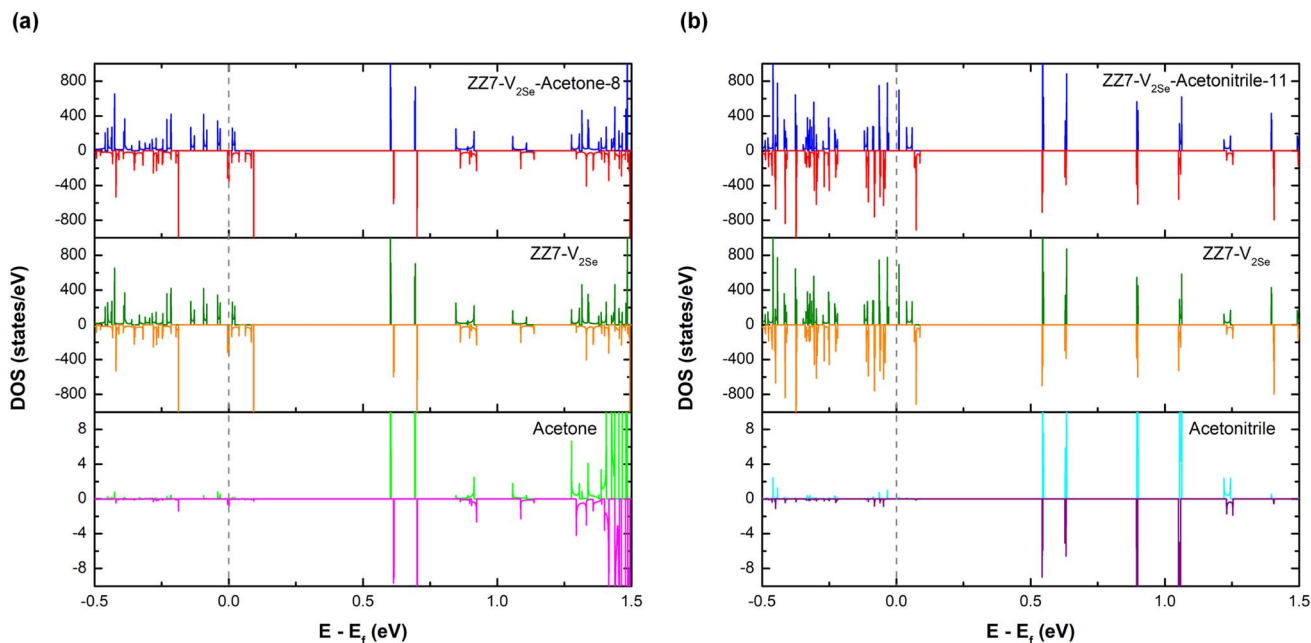 (a)
(b)
ZZ7-V2Se-Acetone-8
800
400
0
-400
-800
ZZ7-V2Se
800
400
0
-400
-800
Acetone
8
4
0
-4
-8
-0.5 0.0 0.5 1.0 1.5
DOS (states/eV)
E - Ef (eV)
ZZ7-V2Se-Acetonitrile-11
800
400
0
-400
-800
ZZ7-V2Se
800
400
0
-400
-800
Acetonitrile
8
4
0
-4
-8
-0.5 0.0 0.5 1.0 1.5
DOS (states/eV)
E - Ef (eV)